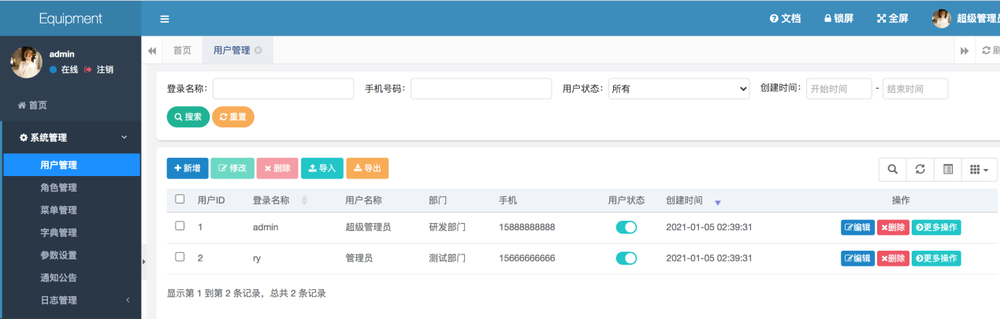 Equipment
文档 锁屏 全屏 超级管理员
admin
在线 注销
首页 用户管理 刷
首页
系统管理
用户管理
角色管理
菜单管理
字典管理
参数设置
通知公告
日志管理
登录名称： 手机号码： 用户状态： 所有 创建时间： 开始时间 - 结束时间
搜索 重置
新增 修改 删除 导入 导出
用户ID 登录名称 用户名称 部门 手机 用户状态 创建时间 操作
1 admin 超级管理员 研发部门 15888888888 2021-01-05 02:39:31 编辑 删除 更多操作
2 ry 管理员 测试部门 15666666666 2021-01-05 02:39:31 编辑 删除 更多操作
显示第 1 到第 2 条记录，总共 2 条记录